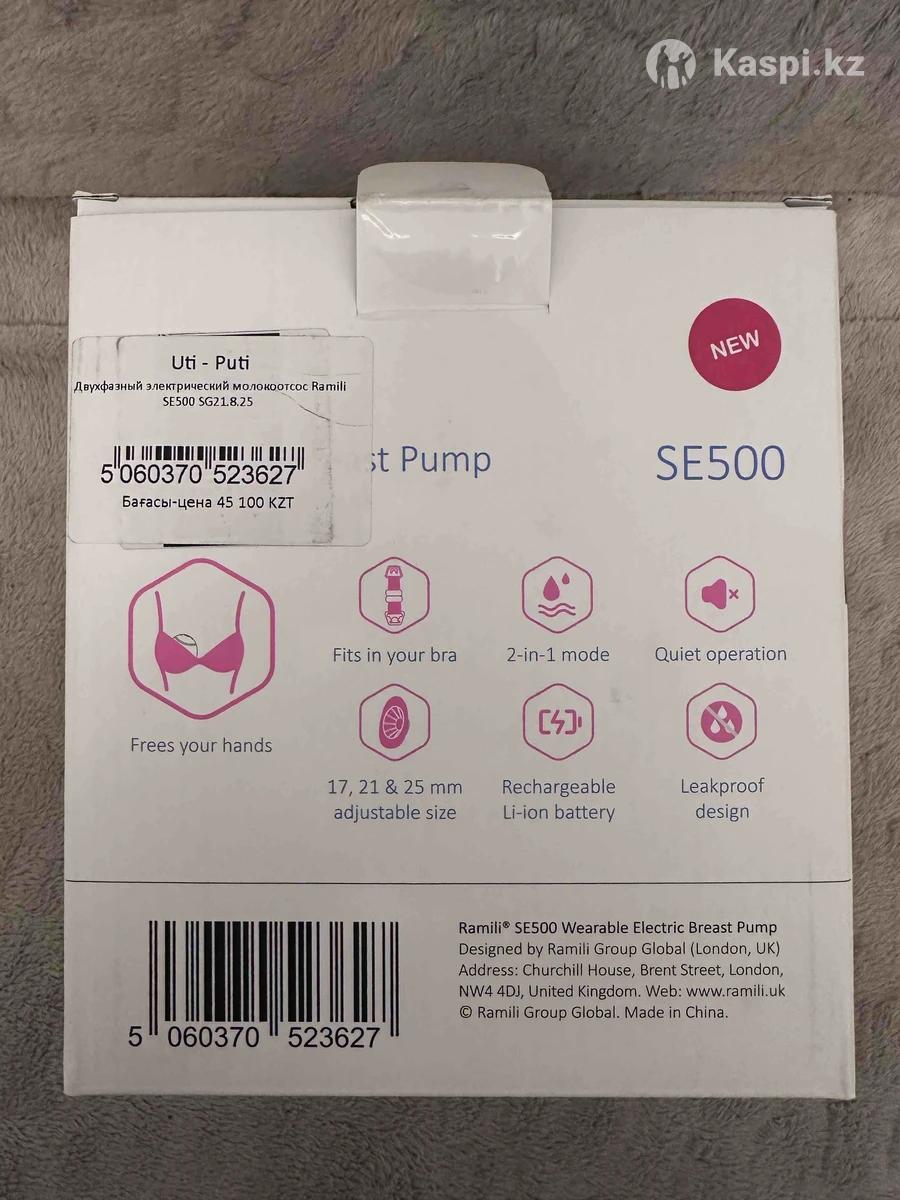 Kaspi.kz
NEW
Uti - Puti
Двухфазный электрический молокоотсос Ramili
SE500 SG21.8.25
5 060370 523627
Бағасы-цена 45 100 KZT
Pump
SE500
Fits in your bra
2-in-1 mode
Quiet operation
Frees your hands
17, 21 & 25 mm
adjustable size
Rechargeable
Li-ion battery
Leakproof
design
5 060370 523627
Ramili® SE500 Wearable Electric Breast Pump
Designed by Ramili Group Global (London, UK)
Address: Churchill House, Brent Street, London,
NW4 4DJ, United Kingdom. Web: www.ramili.uk
© Ramili Group Global. Made in China.